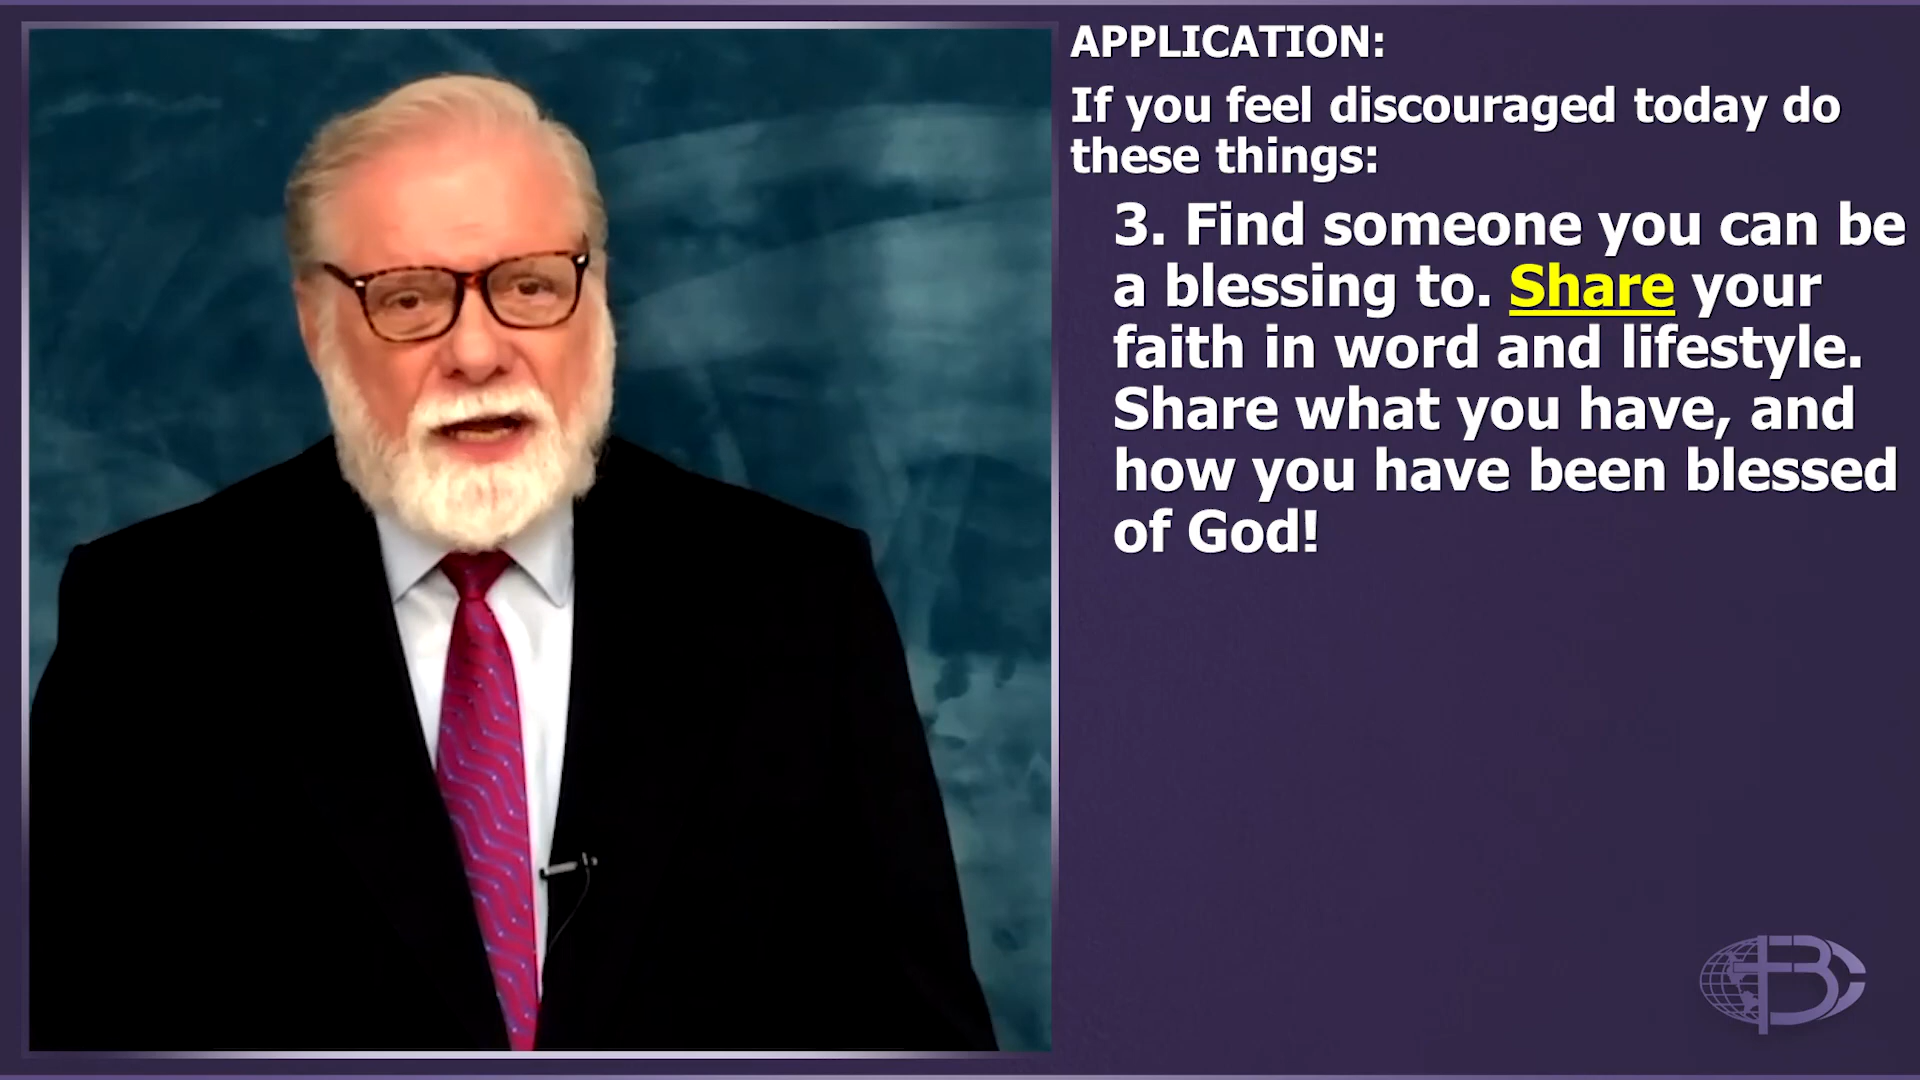 APPLICATION:
If you feel discouraged today do
these things:
3. Find someone you can be
a blessing to. Share your
faith in word and lifestyle.
Share what you have, and
how you have been blessed
of God!
FBC